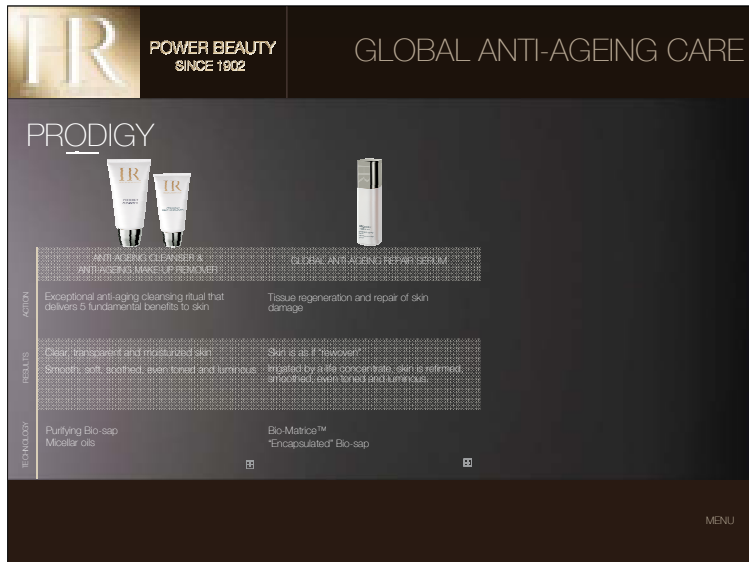 HR
POWER BEAUTY
SINCE 1902
GLOBAL ANTI-AGEING CARE
PRODIGY
HR
HR
ANTI-AGEING CLEANSER &
ANTI-AGEING MAKE-UP REMOVER
GLOBAL ANTI-AGEING REPAIR SERUM
ACTION
Exceptional anti-aging cleansing ritual that
delivers 5 fundamental benefits to skin
Tissue regeneration and repair of skin
damage
RESULTS
Clear, transparent and moisturized skin
Smooth, soft, soothed, even toned and luminous
Skin is as if "rewoven"
Irrigated by a life concentrate, skin is refirmed,
smoothed, even toned and luminous.
TECHNOLOGY
Purifying Bio-sap
Micellar oils
Bio-Matrice™
"Encapsulated" Bio-sap
MENU